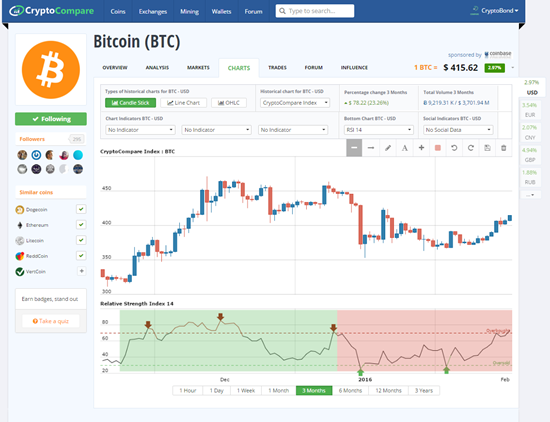 CryptoCompare
Coins
Exchanges
Mining
Wallets
Forum
Type to search...
CryptoBond
Bitcoin (BTC)
sponsored by coinbase
OVERVIEW
ANALYSIS
MARKETS
CHARTS
TRADES
FORUM
INFLUENCE
1 BTC = $ 415.62 2.97%
Types of historical charts for BTC - USD
Candle Stick
Line Chart
OHLC
Historical chart for BTC - USD
CryptoCompare Index
Percentage change 3 Months
$ 78.22 (23.26%)
Total Volume 3 Months
Ƀ 9,219.31 K / $ 3,701.94 M
Chart Indicators BTC - USD
No Indicator
No Indicator
No Indicator
Bottom Chart BTC - USD
RSI 14
Social Indicators BTC - USD
No Social Data
Following
Followers
Similar coins
Dogecoin
Ethereum
Litecoin
ReddCoin
VeriCoin
Earn badges, stand out
Take a quiz
CryptoCompare Index : BTC
450
400
350
300
Relative Strength Index 14
80
60
40
20
Overbought
Oversold
Dec
2016
Feb
1 Hour
1 Day
1 Week
1 Month
3 Months
6 Months
12 Months
3 Years
2.97%
USD
3.54%
EUR
2.07%
CNY
4.94%
GBP
1.88%
RUB
...